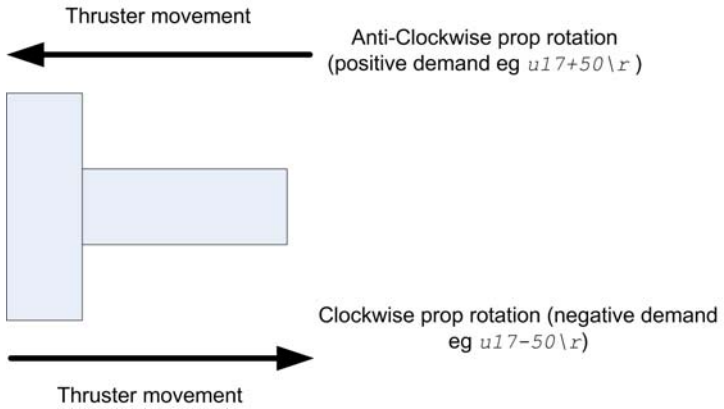 Thruster movement
Anti-Clockwise prop rotation
(positive demand eg u17+50\r )
Clockwise prop rotation (negative demand
eg u17-50\r)
Thruster movement